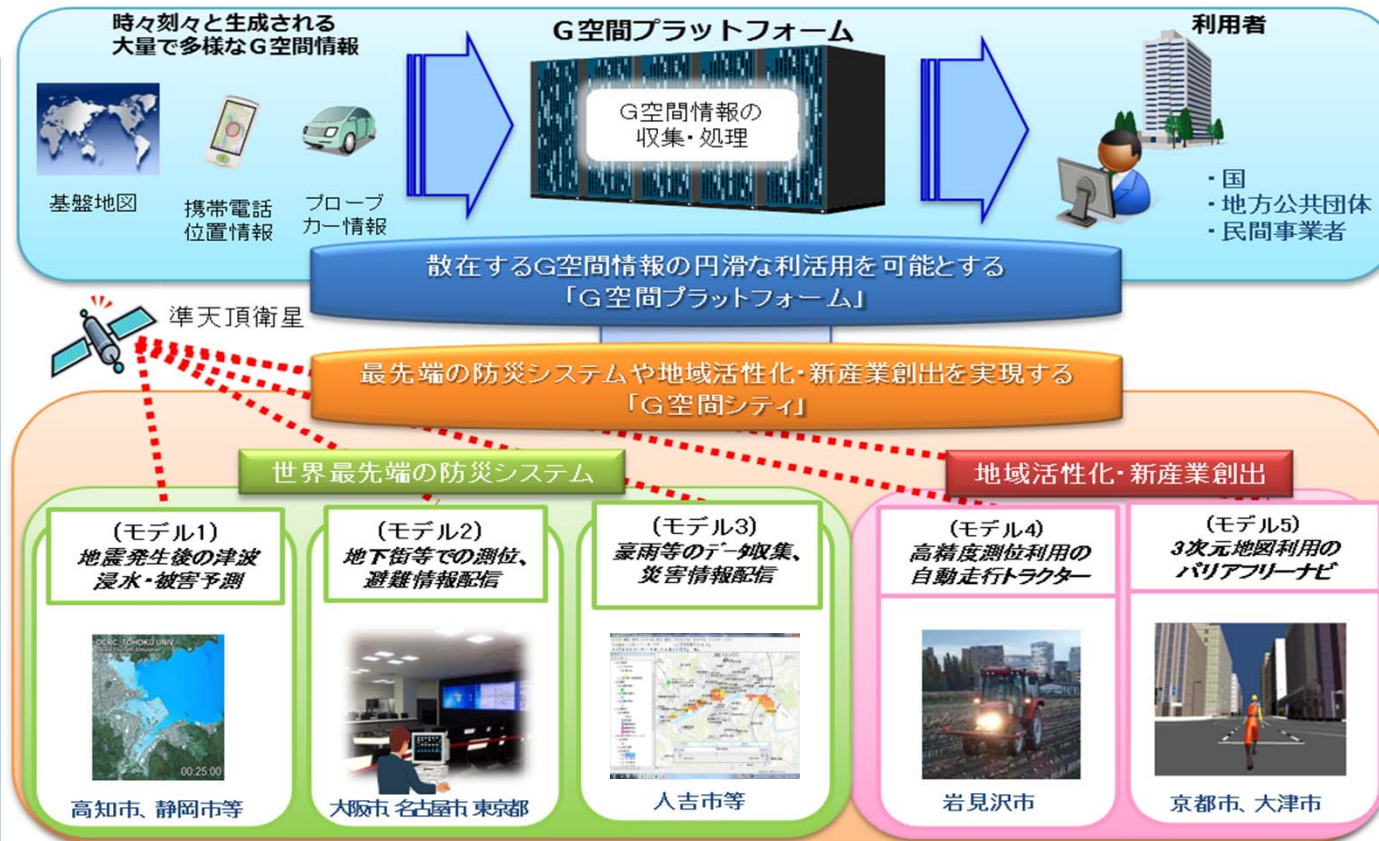 時々刻々と生成される
大量で多様なG空間情報
G空間プラットフォーム
利用者
G空間情報の
収集・処理
基盤地図
携帯電話
位置情報
プローブ
カー情報
・国
・地方公共団体
・民間事業者
散在するG空間情報の円滑な利活用を可能とする
「G空間プラットフォーム」
準天頂衛星
最先端の防災システムや地域活性化・新産業創出を実現する
「G空間シティ」
世界最先端の防災システム
地域活性化・新産業創出
(モデル1)
地震発生後の津波
浸水・被害予測
(モデル2)
地下街等での測位、
避難情報配信
(モデル3)
豪雨等のデータ収集、
災害情報配信
(モデル4)
高精度測位利用の
自動走行トラクター
(モデル5)
3次元地図利用の
バリアフリーナビ
DCRC, TOHOKU UNIV.
00:25:00
高知市、静岡市等
大阪市、名古屋市、東京都
人吉市等
岩見沢市
京都市、大津市